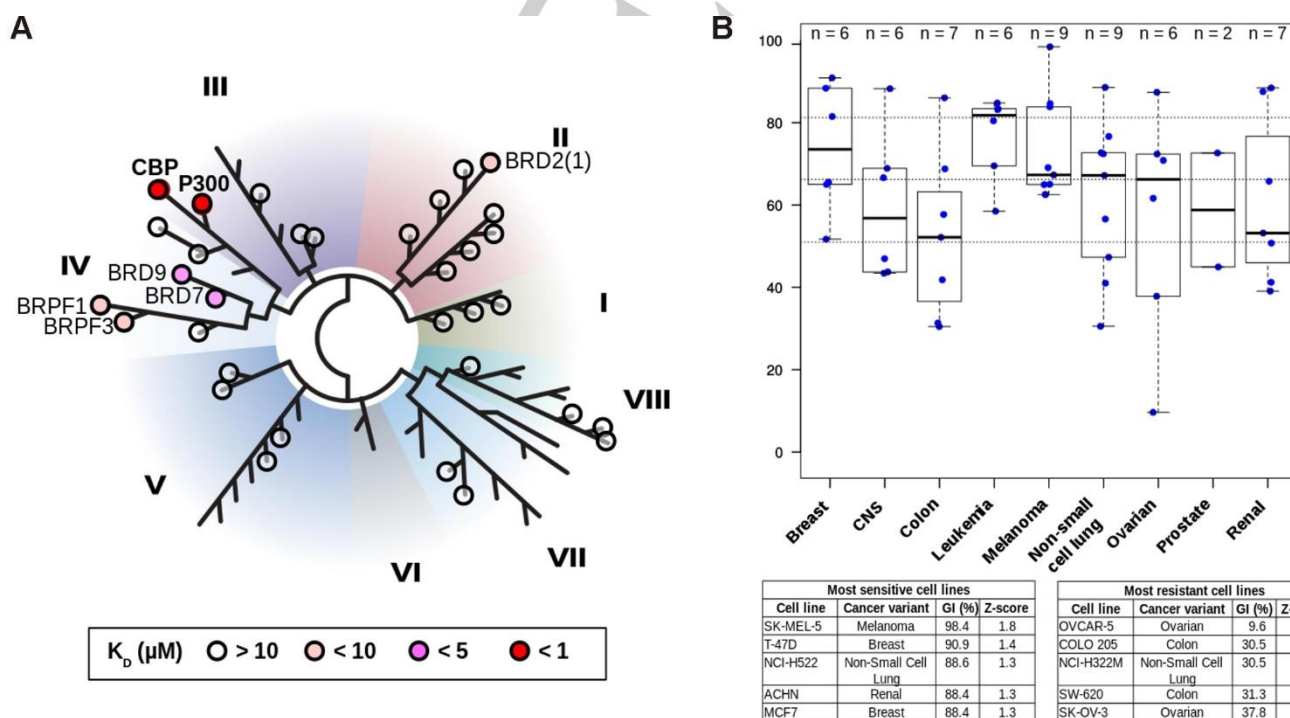 A
III
II
CBP
P300
BRD2(1)
IV
BRD9
BRD7
BRPF1
BRPF3
I
VIII
V
VI
VII
K_D (µM) > 10 < 10 < 5 < 1
B
n = 6 n = 6 n = 7 n = 6 n = 9 n = 9 n = 6 n = 2 n = 7
100
80
60
40
20
0
Breast
CNS
Colon
Leukemia
Melanoma
Non-small
cell lung
Ovarian
Prostate
Renal
Most sensitive cell lines
Cell line Cancer variant GI (%) Z-score
SK-MEL-5 Melanoma 98.4 1.8
T-47D Breast 90.9 1.4
NCI-H522 Non-Small Cell 88.6 1.3
Lung
ACHN Renal 88.4 1.3
MCF7 Breast 88.4 1.3
Most resistant cell lines
Cell line Cancer variant GI (%)
OVCAR-5 Ovarian 9.6
COLO 205 Colon 30.5
NCI-H322M Non-Small Cell 30.5
Lung
SW-620 Colon 31.3
SK-OV-3 Ovarian 37.8